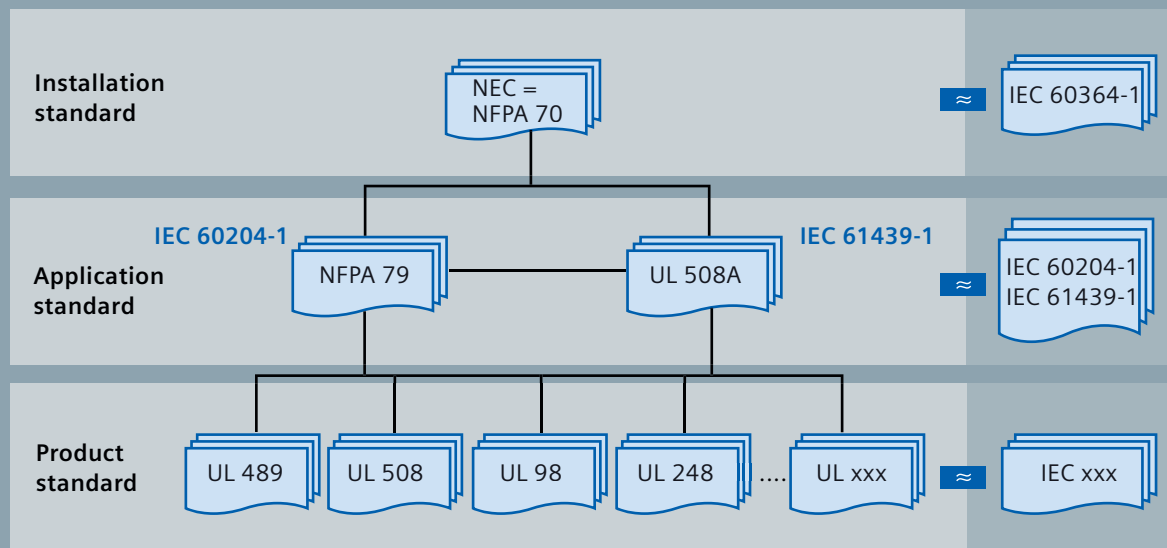 Installation
standard
NEC =
NFPA 70
≈
IEC 60364-1
Application
standard
IEC 60204-1
NFPA 79
UL 508A
IEC 61439-1
≈
IEC 60204-1
IEC 61439-1
Product
standard
UL 489
UL 508
UL 98
UL 248
....
UL xxx
≈
IEC xxx